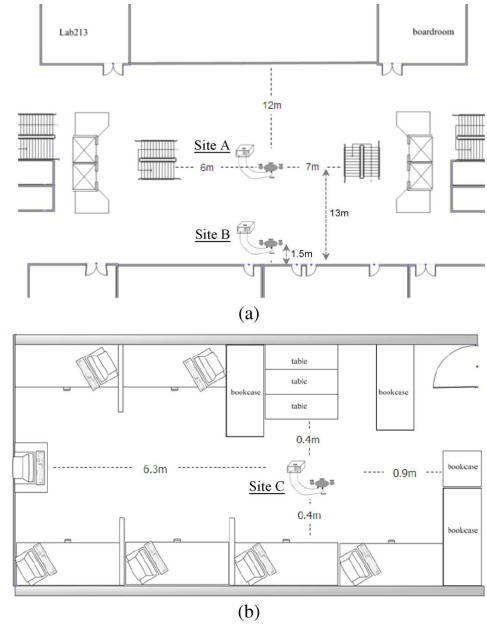 Lab213
boardroom
12m
Site A
6m
7m
13m
Site B
1.5m
(a)
table
table
table
bookcase
bookcase
0.4m
6.3m
0.9m
bookcase
Site C
0.4m
bookcase
(b)